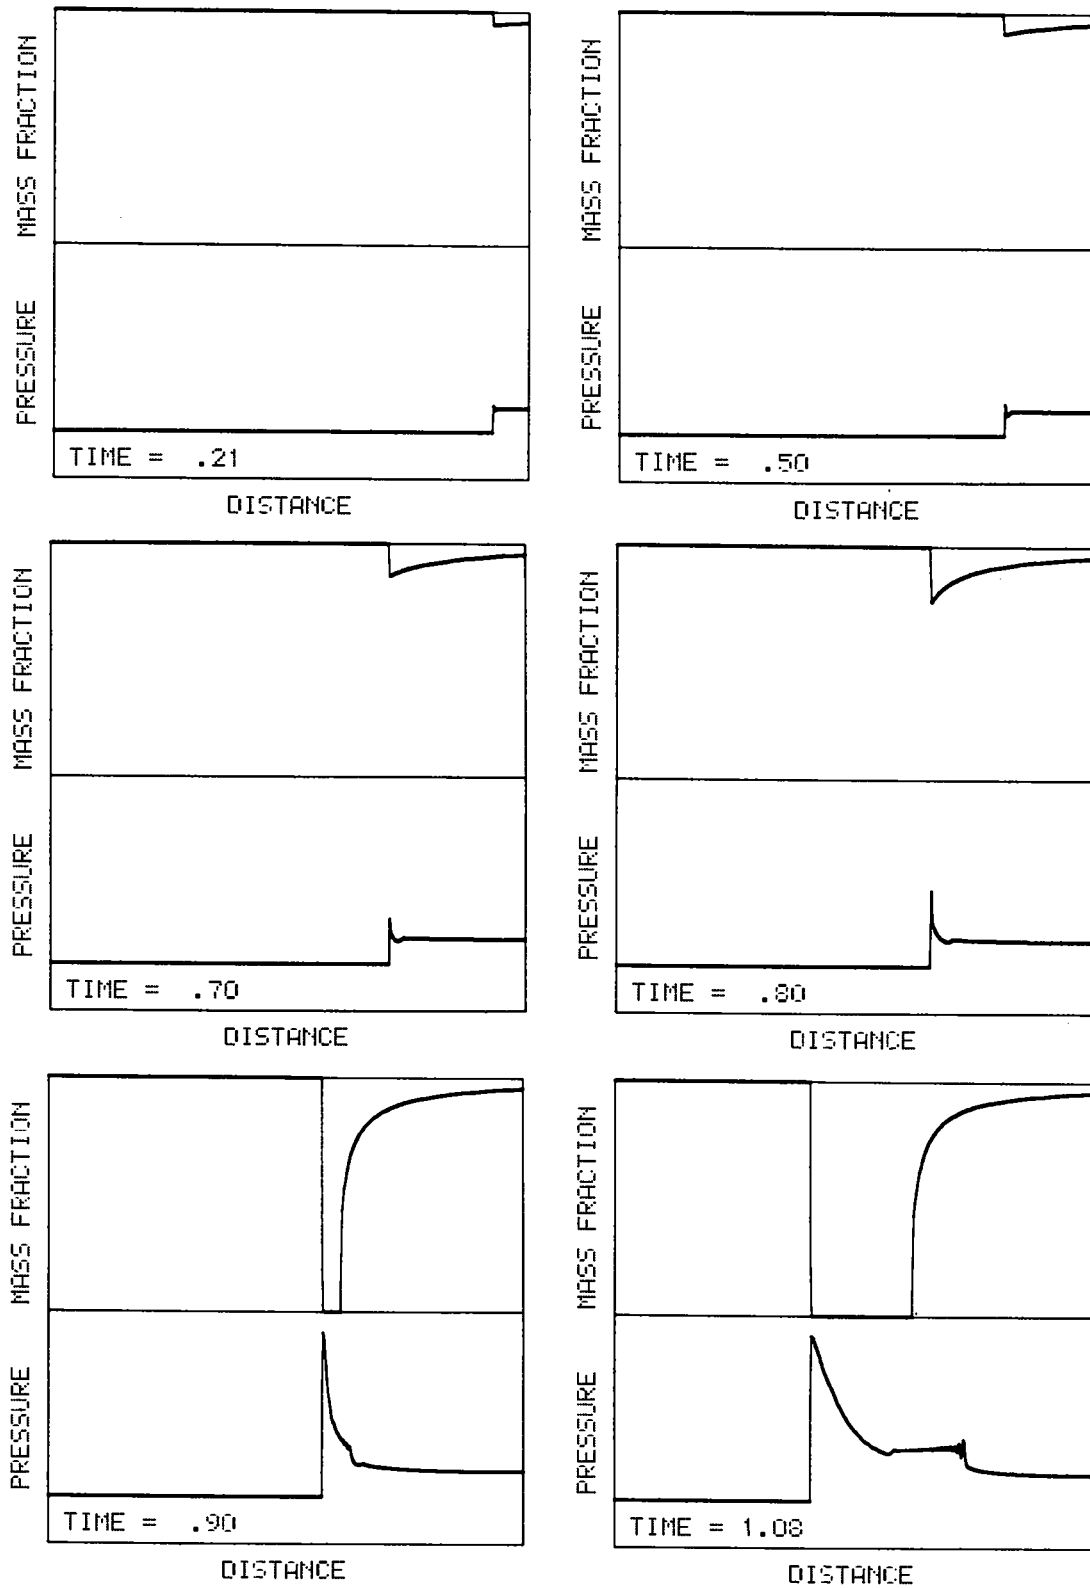 MASS FRACTION
PRESSURE
TIME = .21
DISTANCE
MASS FRACTION
PRESSURE
TIME = .50
DISTANCE
MASS FRACTION
PRESSURE
TIME = .70
DISTANCE
MASS FRACTION
PRESSURE
TIME = .80
DISTANCE
MASS FRACTION
PRESSURE
TIME = .90
DISTANCE
MASS FRACTION
PRESSURE
TIME = 1.08
DISTANCE